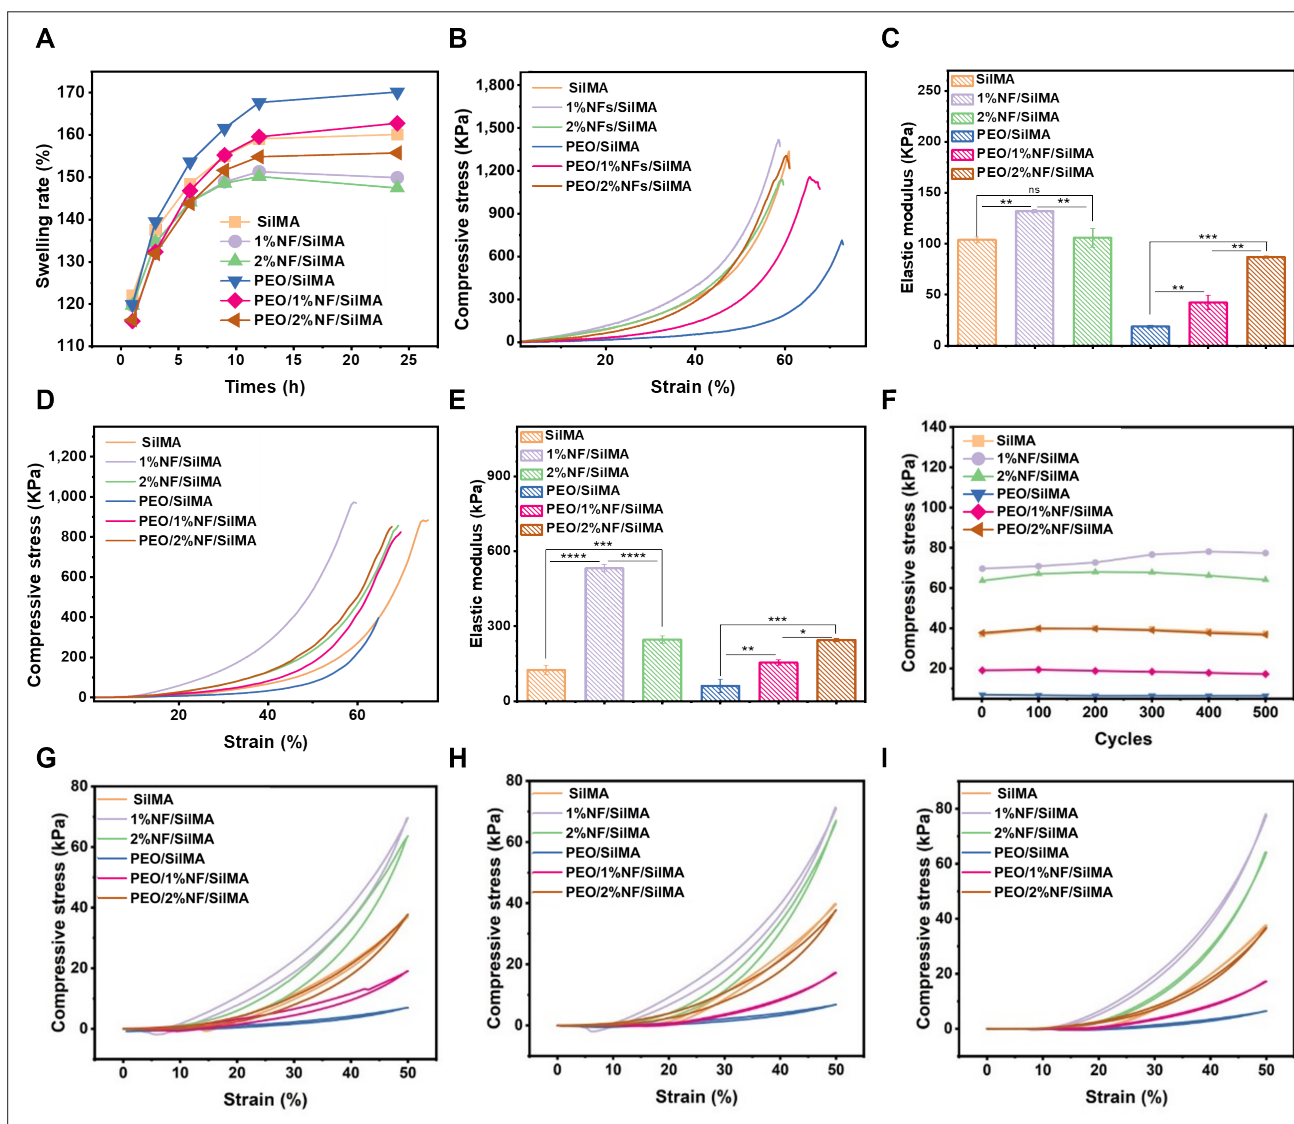 A
Swelling rate (%)
170
160
150
140
130
120
110
0
5
10
15
20
25
Times (h)
SilMA
1%NF/SilMA
2%NF/SilMA
PEO/SilMA
PEO/1%NF/SilMA
PEO/2%NF/SilMA
B
Compressive stress (KPa)
1,800
1,500
1,200
900
600
300
0
20
40
60
Strain (%)
SilMA
1%NFs/SilMA
2%NFs/SilMA
PEO/SilMA
PEO/1%NFs/SilMA
PEO/2%NFs/SilMA
C
Elastic modulus (KPa)
250
200
150
100
50
0
SilMA
1%NF/SilMA
2%NF/SilMA
PEO/SilMA
PEO/1%NF/SilMA
PEO/2%NF/SilMA
ns
**
**
***
**
**
D
Compressive stress (KPa)
1,200
1,000
800
600
400
200
0
20
40
60
Strain (%)
SilMA
1%NF/SilMA
2%NF/SilMA
PEO/SilMA
PEO/1%NF/SilMA
PEO/2%NF/SilMA
E
Elastic modulus (kPa)
900
600
300
0
SilMA
1%NF/SilMA
2%NF/SilMA
PEO/SilMA
PEO/1%NF/SilMA
PEO/2%NF/SilMA
***
****
****
***
**
*
F
Compressive stress (kPa)
140
120
100
80
60
40
20
0
100
200
300
400
500
Cycles
SilMA
1%NF/SilMA
2%NF/SilMA
PEO/SilMA
PEO/1%NF/SilMA
PEO/2%NF/SilMA
G
Compressive stress (kPa)
80
60
40
20
0
0
10
20
30
40
50
Strain (%)
SilMA
1%NF/SilMA
2%NF/SilMA
PEO/SilMA
PEO/1%NF/SilMA
PEO/2%NF/SilMA
H
Compressive stress (kPa)
80
60
40
20
0
0
10
20
30
40
50
Strain (%)
SilMA
1%NF/SilMA
2%NF/SilMA
PEO/SilMA
PEO/1%NF/SilMA
PEO/2%NF/SilMA
I
Compressive stress (kPa)
80
60
40
20
0
0
10
20
30
40
50
Strain (%)
SilMA
1%NF/SilMA
2%NF/SilMA
PEO/SilMA
PEO/1%NF/SilMA
PEO/2%NF/SilMA